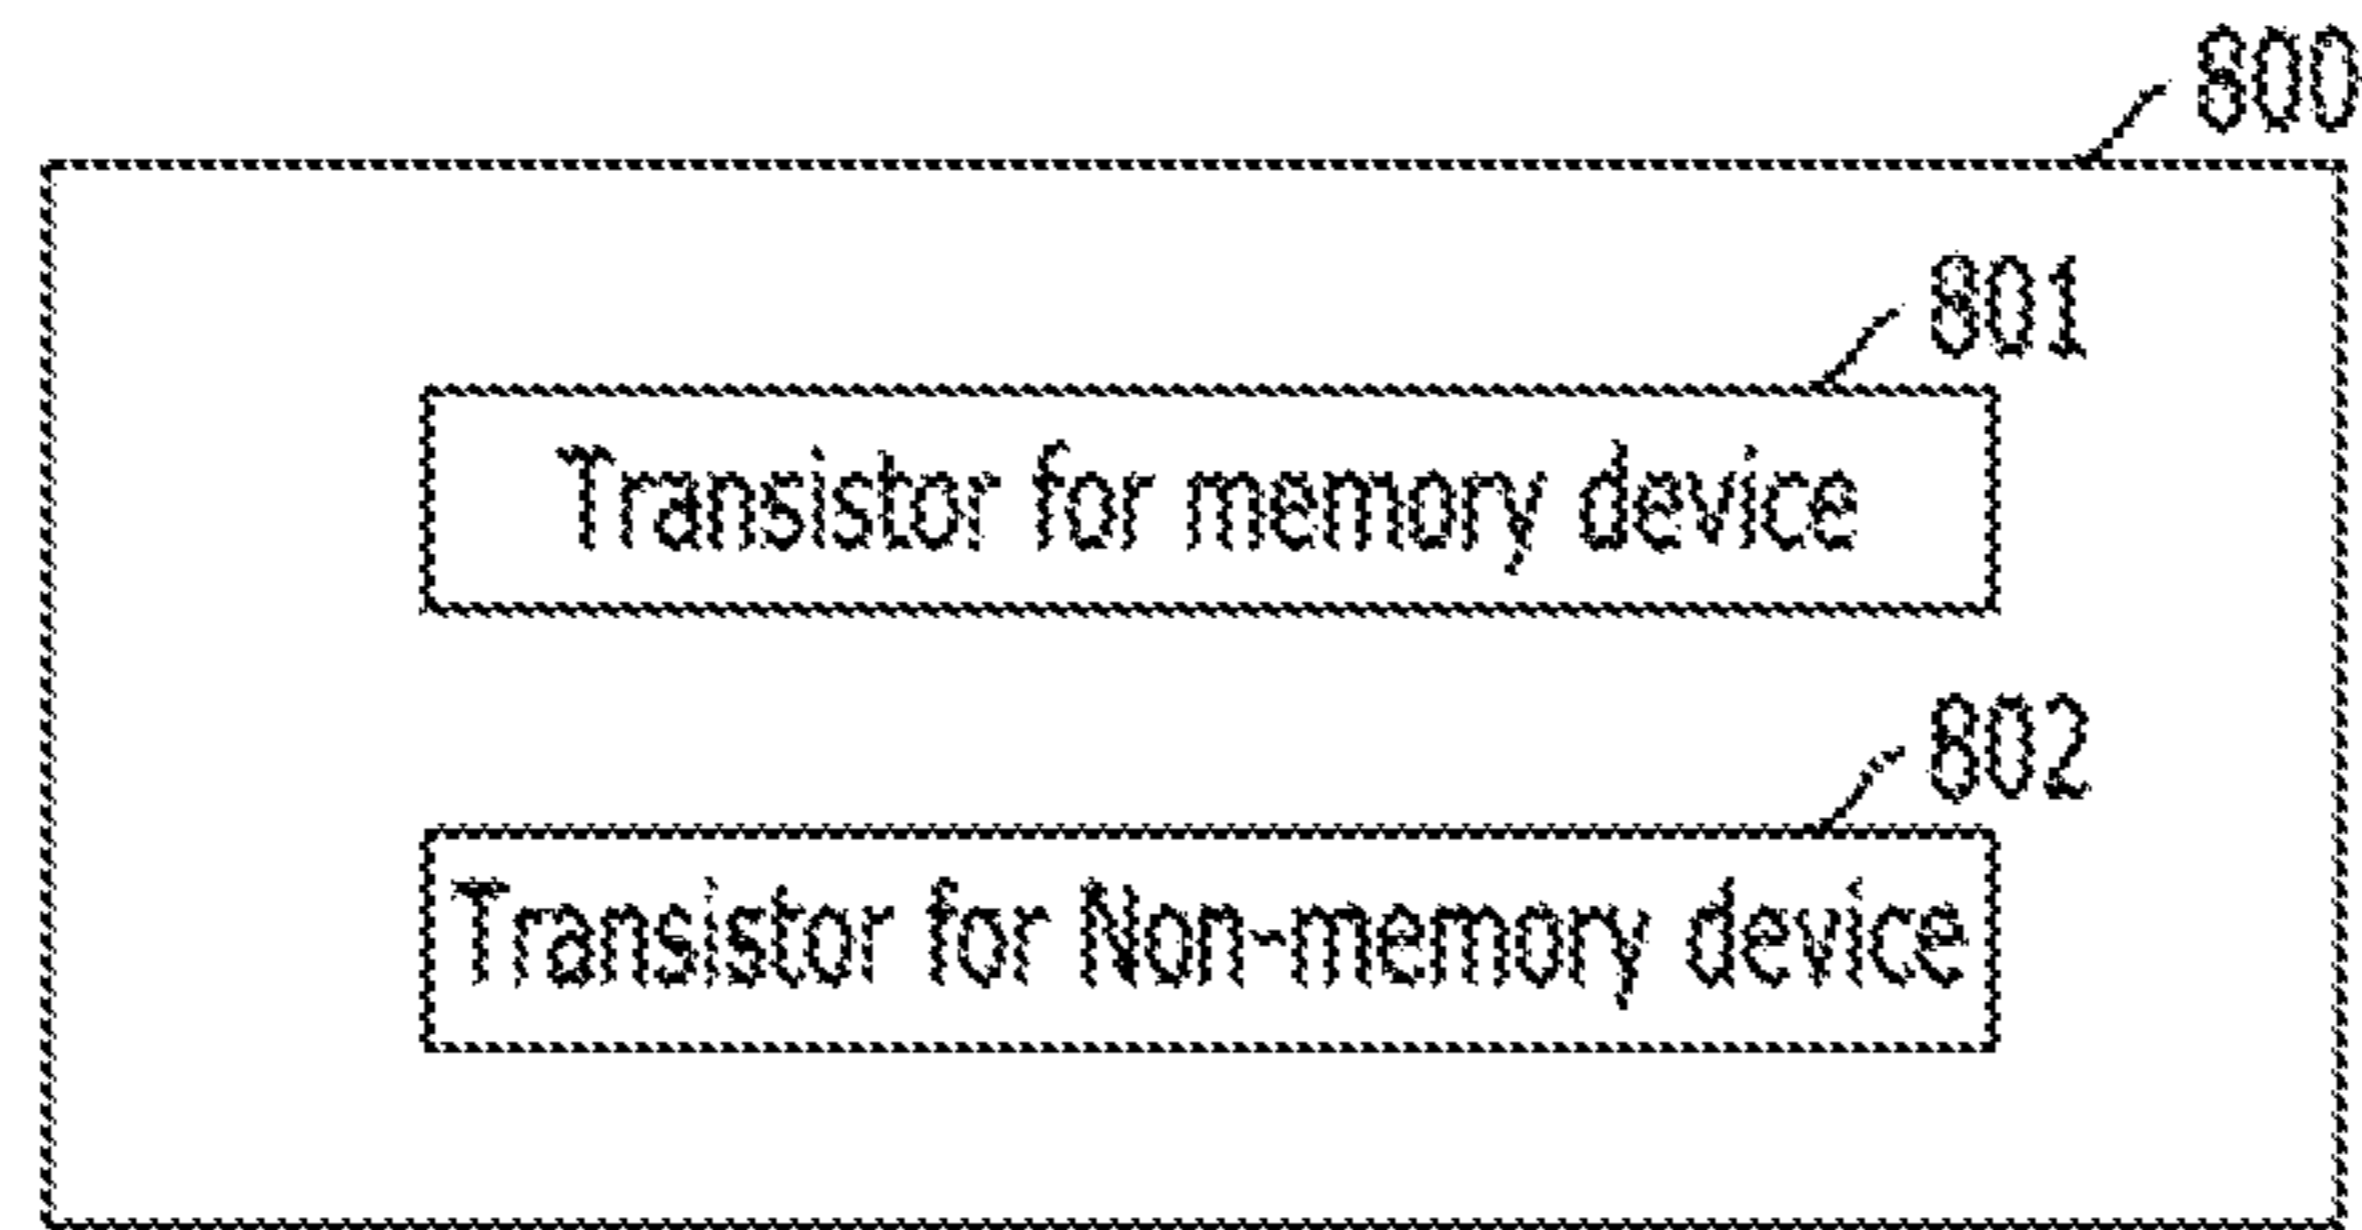 800
801
Transistor for memory device
802
Transistor for Non-memory device